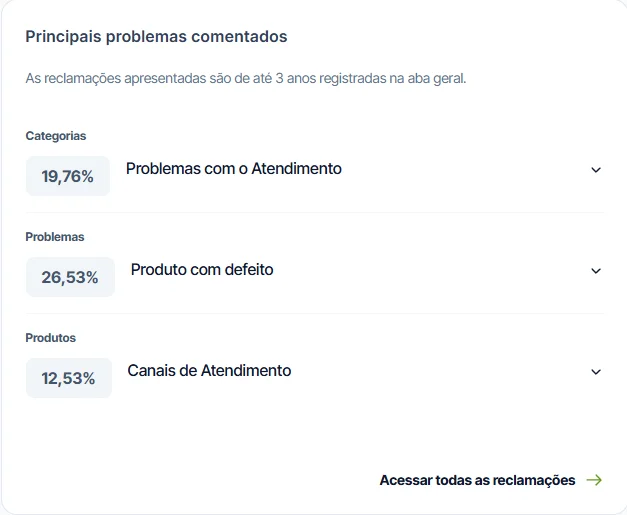 Principais problemas comentados
As reclamações apresentadas são de até 3 anos registradas na aba geral.
Categorias
19,76% Problemas com o Atendimento
Problemas
26,53% Produto com defeito
Produtos
12,53% Canais de Atendimento
Acessar todas as reclamações